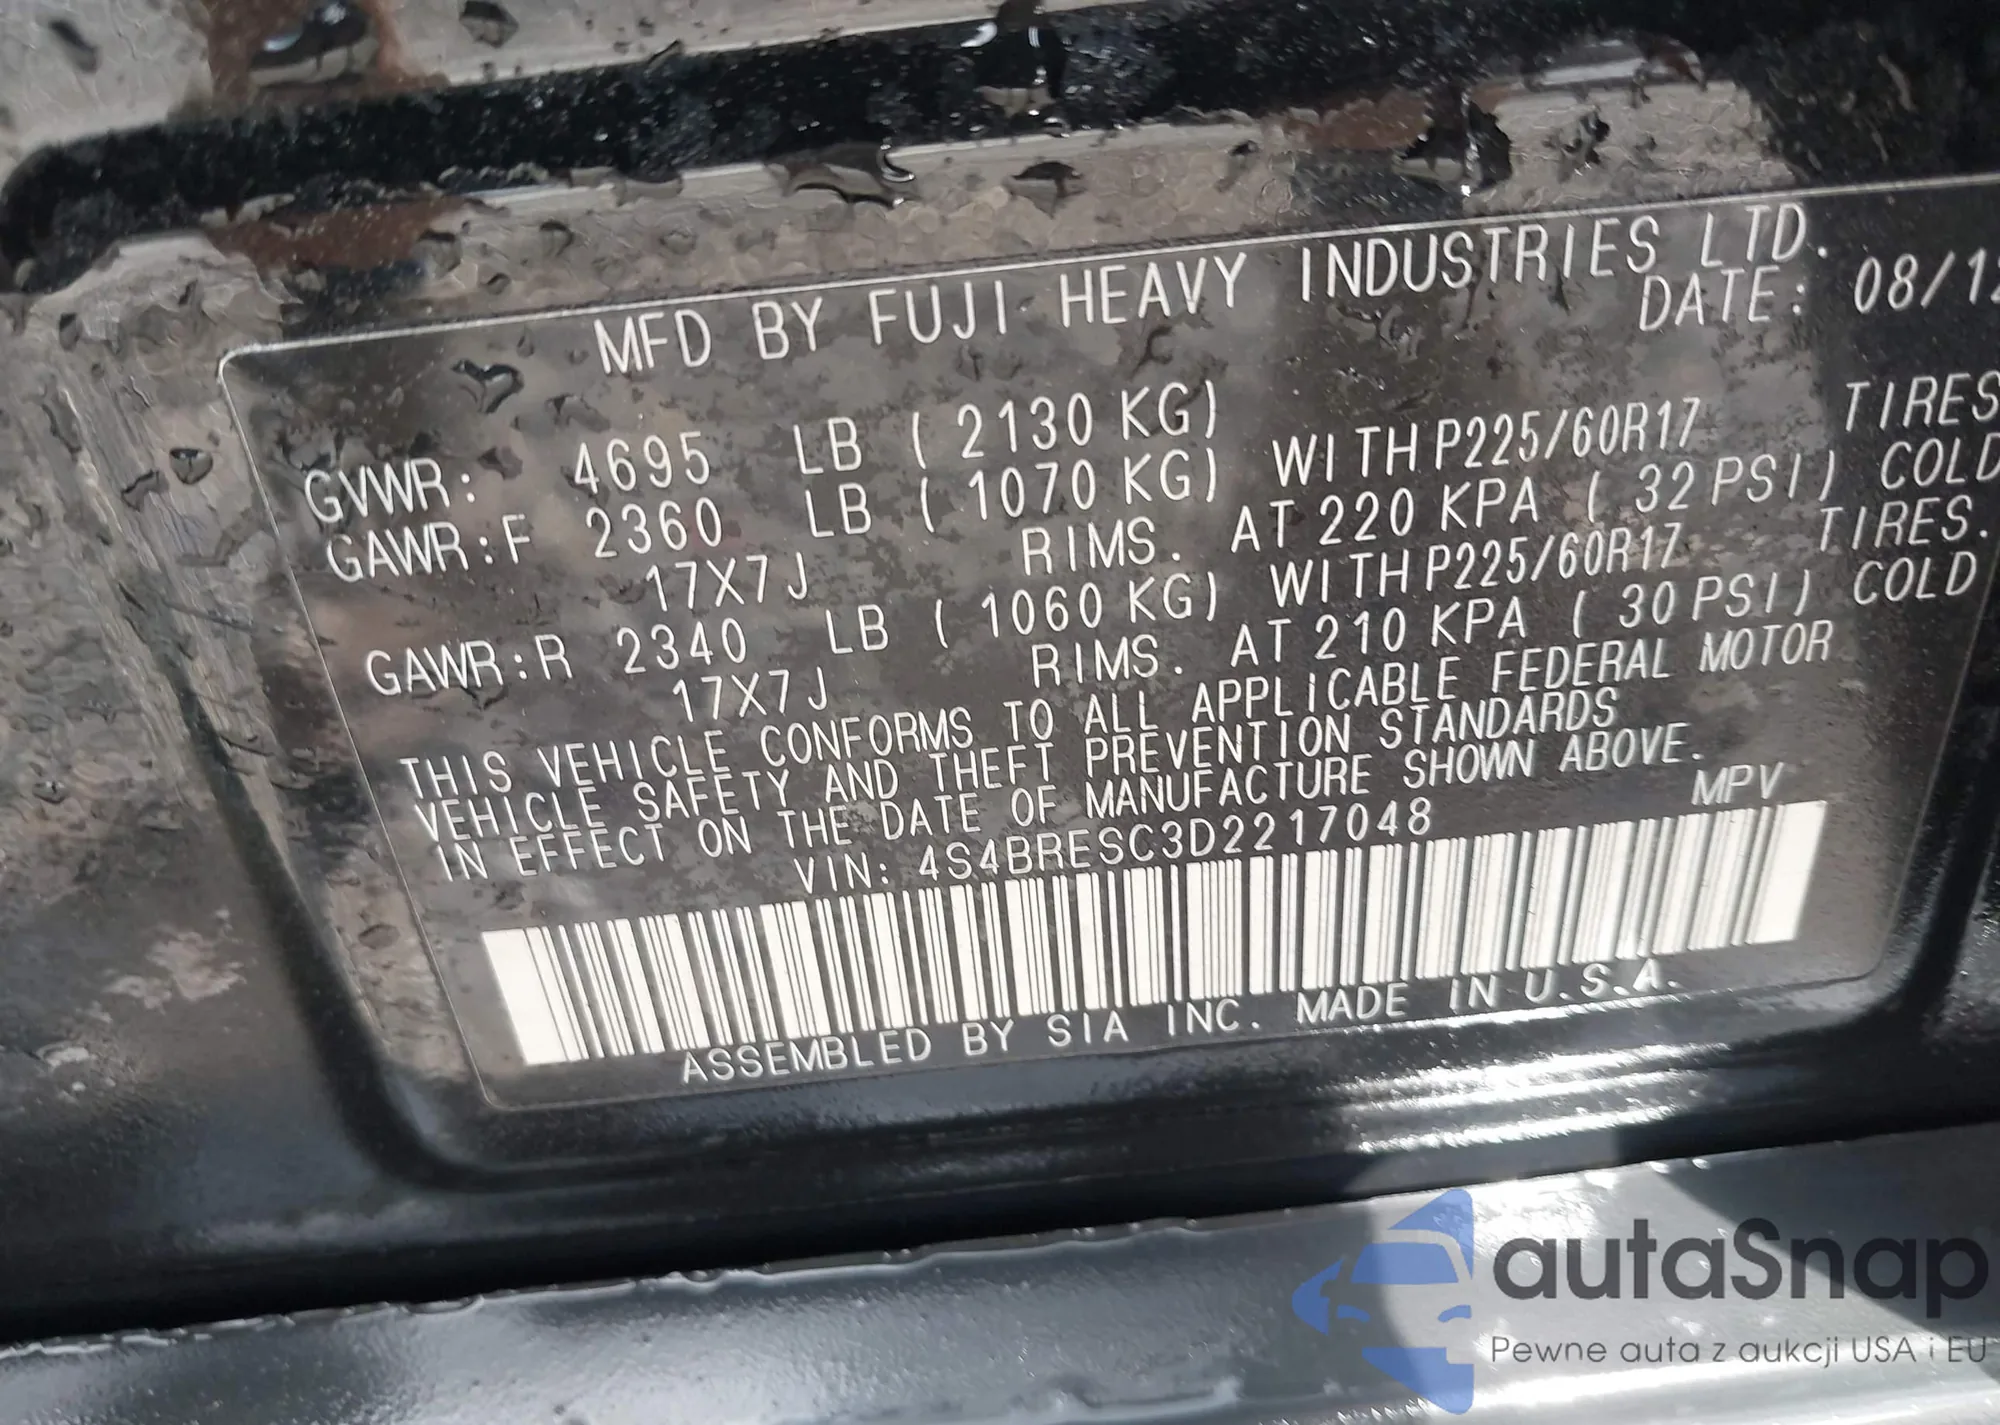 MFD BY FUJI HEAVY INDUSTRIES LTD.
DATE: 08/12
GVWR: 4695 LB ( 2130 KG)
GAWR:F 2360 LB ( 1070 KG) WITH P225/60R17 TIRES
17X7J RIMS. AT 220 KPA ( 32 PSI) COLD
GAWR:R 2340 LB ( 1060 KG) WITH P225/60R17 TIRES.
17X7J RIMS. AT 210 KPA ( 30 PSI) COLD
THIS VEHICLE CONFORMS TO ALL APPLICABLE FEDERAL MOTOR
VEHICLE SAFETY AND THEFT PREVENTION STANDARDS
IN EFFECT ON THE DATE OF MANUFACTURE SHOWN ABOVE.
VIN: 4S4BRESC3D2217048 MPV
ASSEMBLED BY SIA INC. MADE IN U.S.A.
autaSnap
Pewne auta z aukcji USA i EU